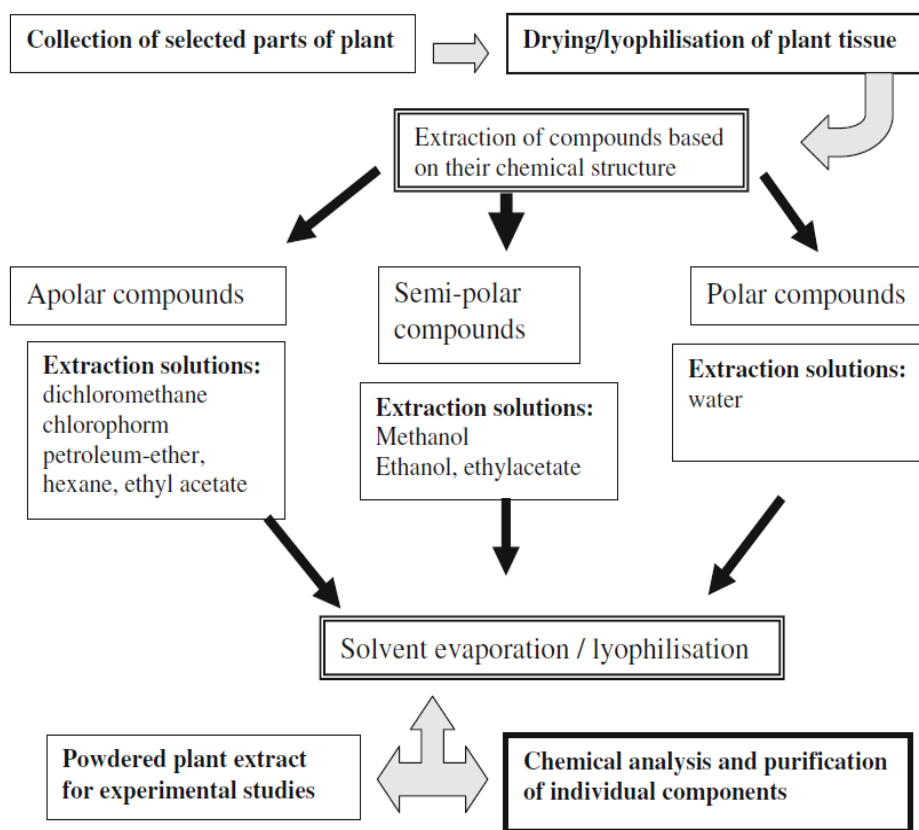 Collection of selected parts of plant
Drying/lyophilisation of plant tissue
Extraction of compounds based
on their chemical structure
Apolar compounds
Semi-polar
compounds
Polar compounds
Extraction solutions:
dichloromethane
chlorophorm
petroleum-ether,
hexane, ethyl acetate
Extraction solutions:
Methanol
Ethanol, ethylacetate
Extraction solutions:
water
Solvent evaporation / lyophilisation
Powdered plant extract
for experimental studies
Chemical analysis and purification
of individual components